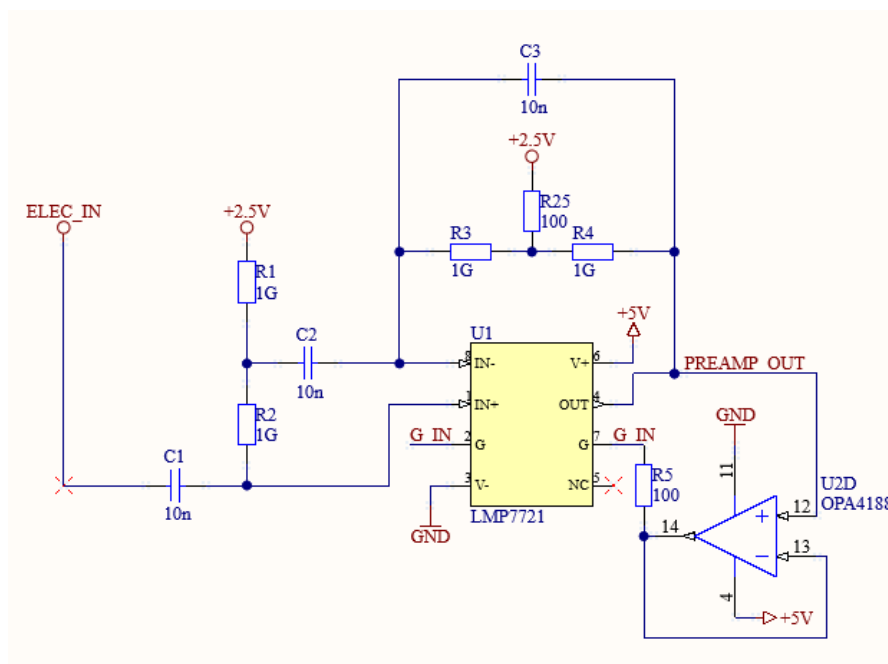 C3
10n
+2.5V
R25
100
ELEC_IN
+2.5V
R3
1G
R4
1G
R1
1G
C2
10n
U1
+5V
8
IN-
V+
6
PREAMP_OUT
1
IN+
OUT
4
R2
1G
G_IN
2
G
G
7
G_IN
GND
C1
10n
3
V-
NC
5
R5
100
11
U2D
OPA4188
LMP7721
GND
12
14
13
4
+5V